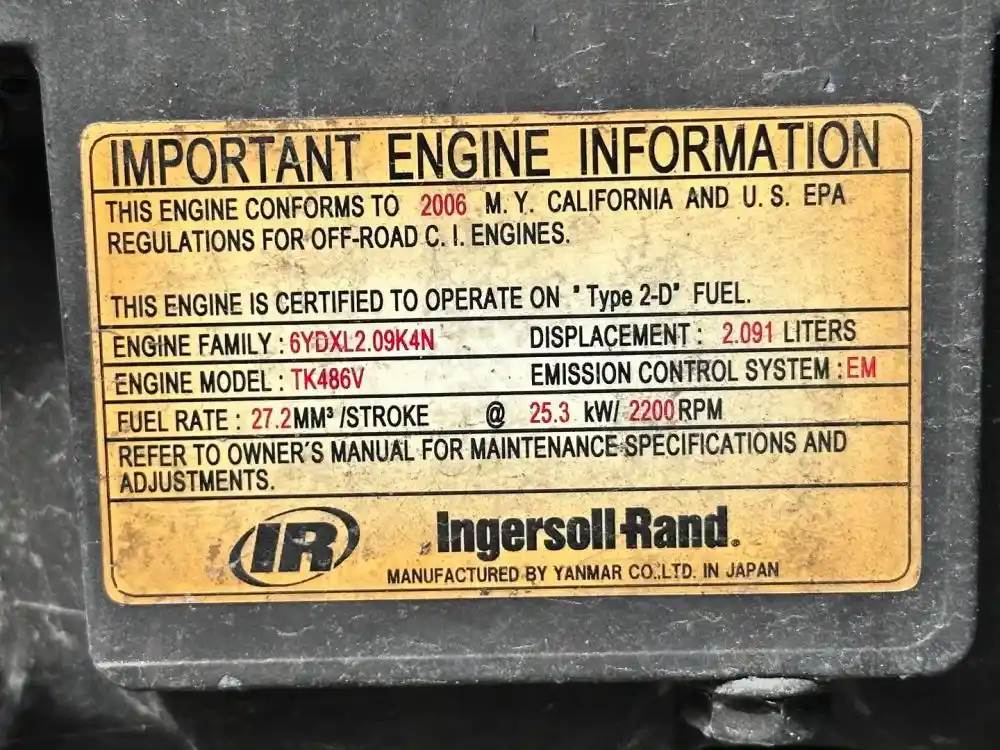 IMPORTANT ENGINE INFORMATION
THIS ENGINE CONFORMS TO 2006 M.Y. CALIFORNIA AND U.S. EPA
REGULATIONS FOR OFF-ROAD C.I. ENGINES.
THIS ENGINE IS CERTIFIED TO OPERATE ON "Type 2-D" FUEL.
ENGINE FAMILY : 6YDXL2.09K4N DISPLACEMENT : 2.091 LITERS
ENGINE MODEL : TK486V EMISSION CONTROL SYSTEM : EM
FUEL RATE : 27.2MM³/STROKE @ 25.3 kW/ 2200RPM
REFER TO OWNER'S MANUAL FOR MAINTENANCE SPECIFICATIONS AND
ADJUSTMENTS.
IR Ingersoll-Rand.
MANUFACTURED BY YANMAR CO.,LTD. IN JAPAN